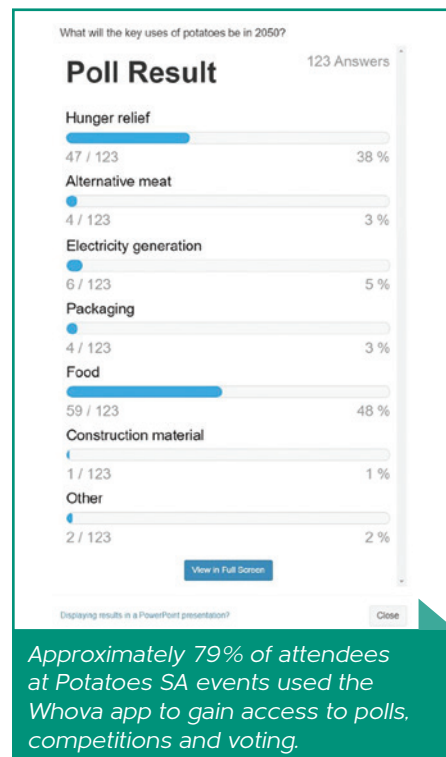 What will the key uses of potatoes be in 2050?
Poll Result
123 Answers
Hunger relief
47 / 123
38 %
Alternative meat
4 / 123
3 %
Electricity generation
6 / 123
5 %
Packaging
4 / 123
3 %
Food
59 / 123
48 %
Construction material
1 / 123
1 %
Other
2 / 123
2 %
View in Full Screen
Displaying results in a PowerPoint presentation?
Close
Approximately 79% of attendees
at Potatoes SA events used the
Whova app to gain access to polls,
competitions and voting.